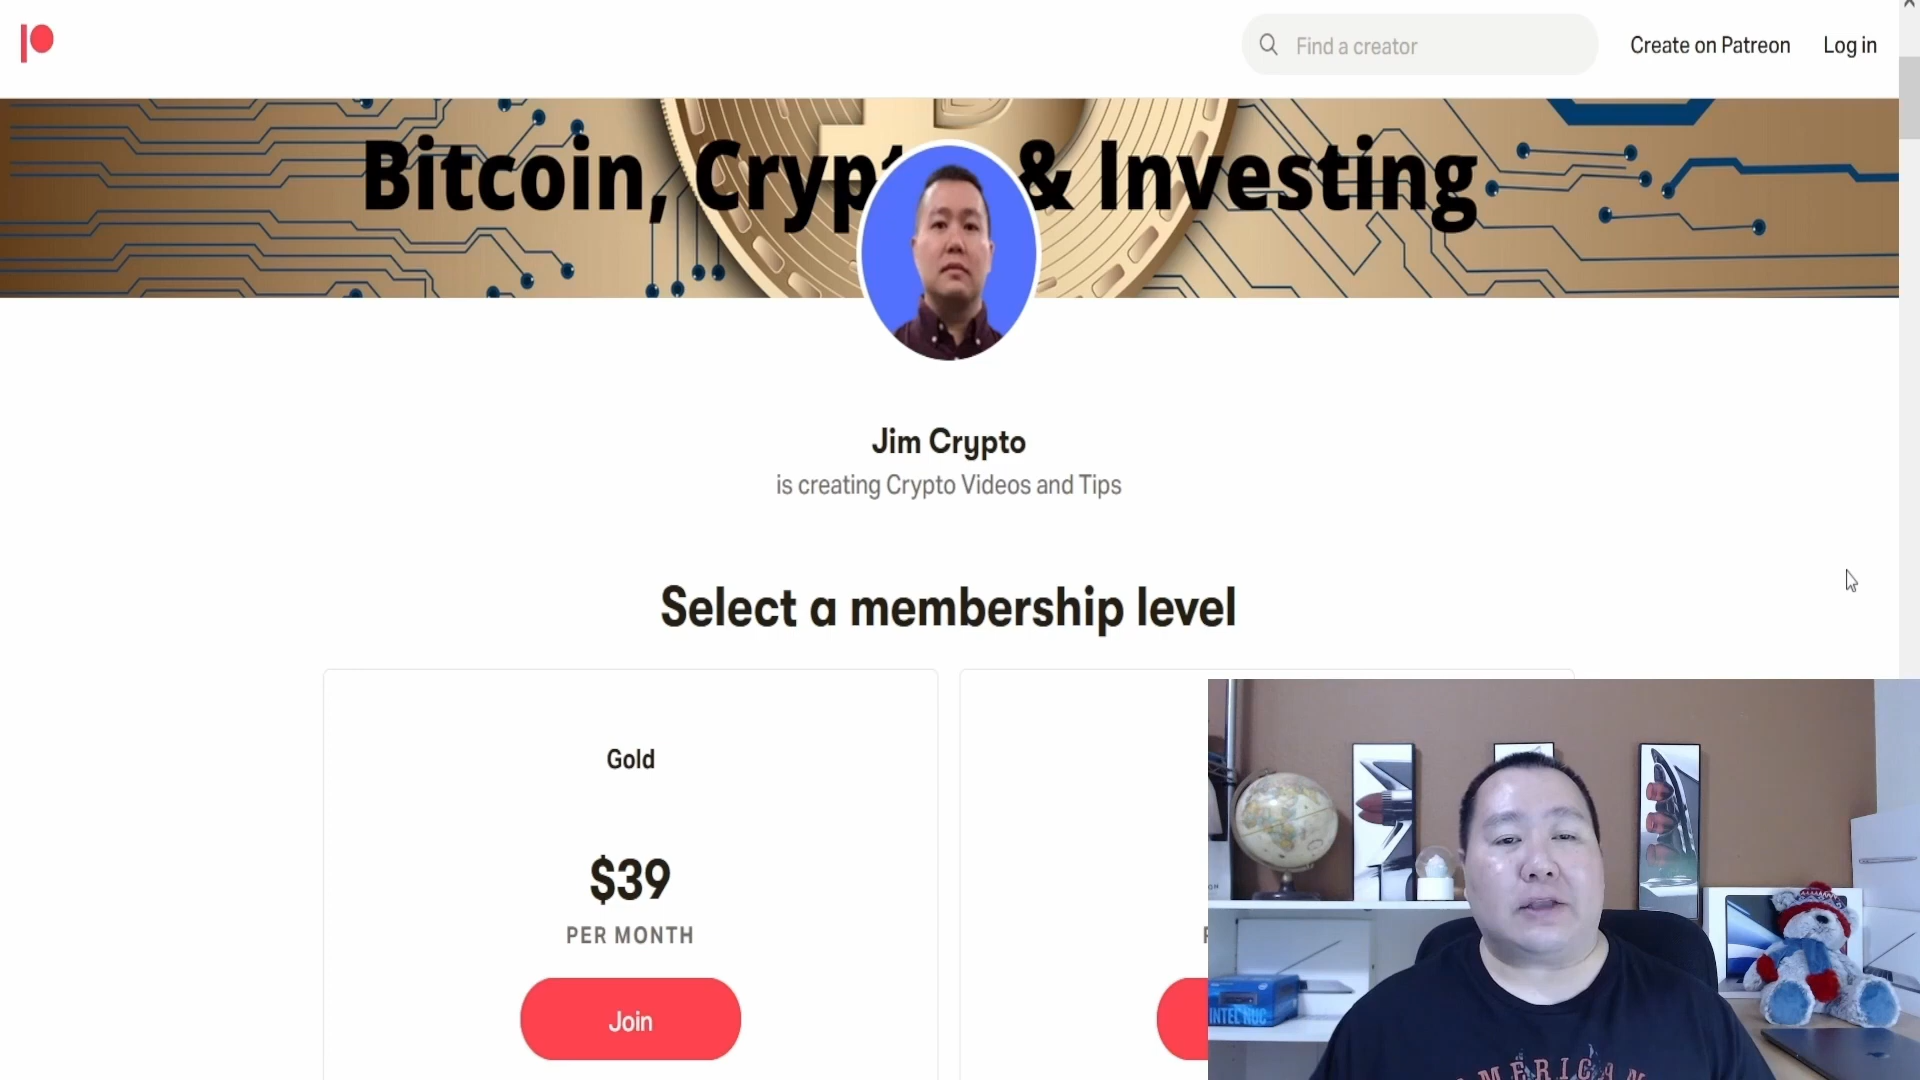 Find a creator
Create on Patreon
Log in
Bitcoin, Cryp & Investing
Jim Crypto
is creating Crypto Videos and Tips
Select a membership level
Gold
$39
PER MONTH
Join
INTEL NUC
AMERICAN